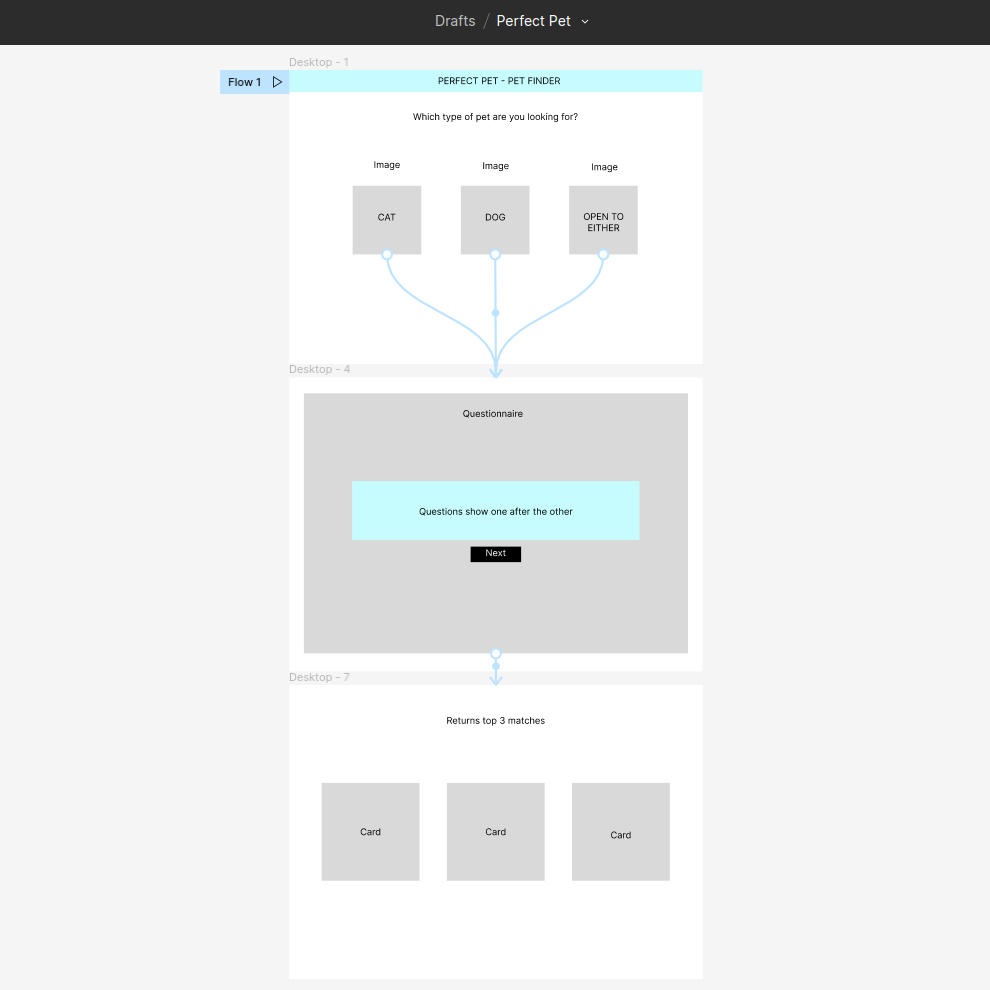 Drafts / Perfect Pet
Desktop - 1
Flow 1
PERFECT PET - PET FINDER
Which type of pet are you looking for?
Image Image Image
CAT DOG OPEN TO
EITHER
Desktop - 4
Questionnaire
Questions show one after the other
Next
Desktop - 7
Returns top 3 matches
Card Card Card